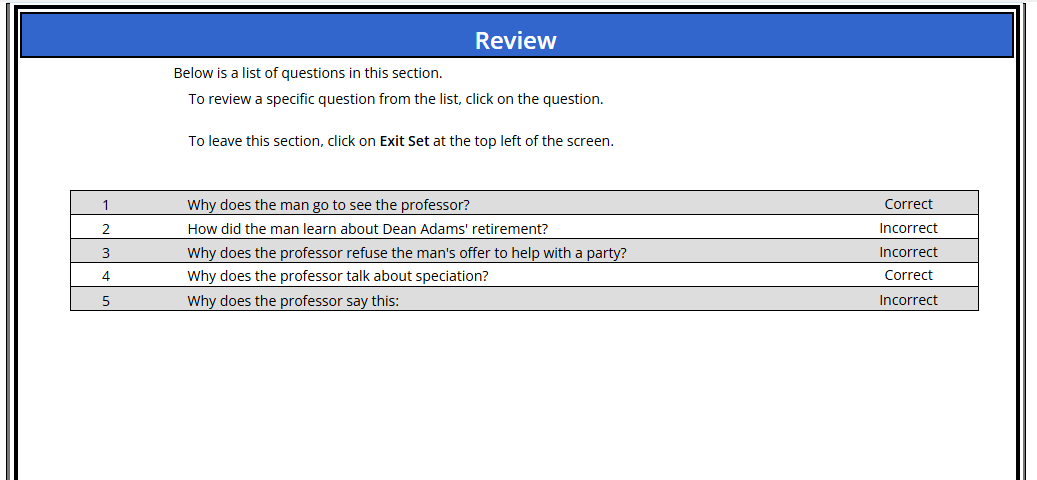 Review
Below is a list of questions in this section.
To review a specific question from the list, click on the question.
To leave this section, click on Exit Set at the top left of the screen.
1 Why does the man go to see the professor? Correct
2 How did the man learn about Dean Adams' retirement? Incorrect
3 Why does the professor refuse the man's offer to help with a party? Incorrect
4 Why does the professor talk about speciation? Correct
5 Why does the professor say this: Incorrect